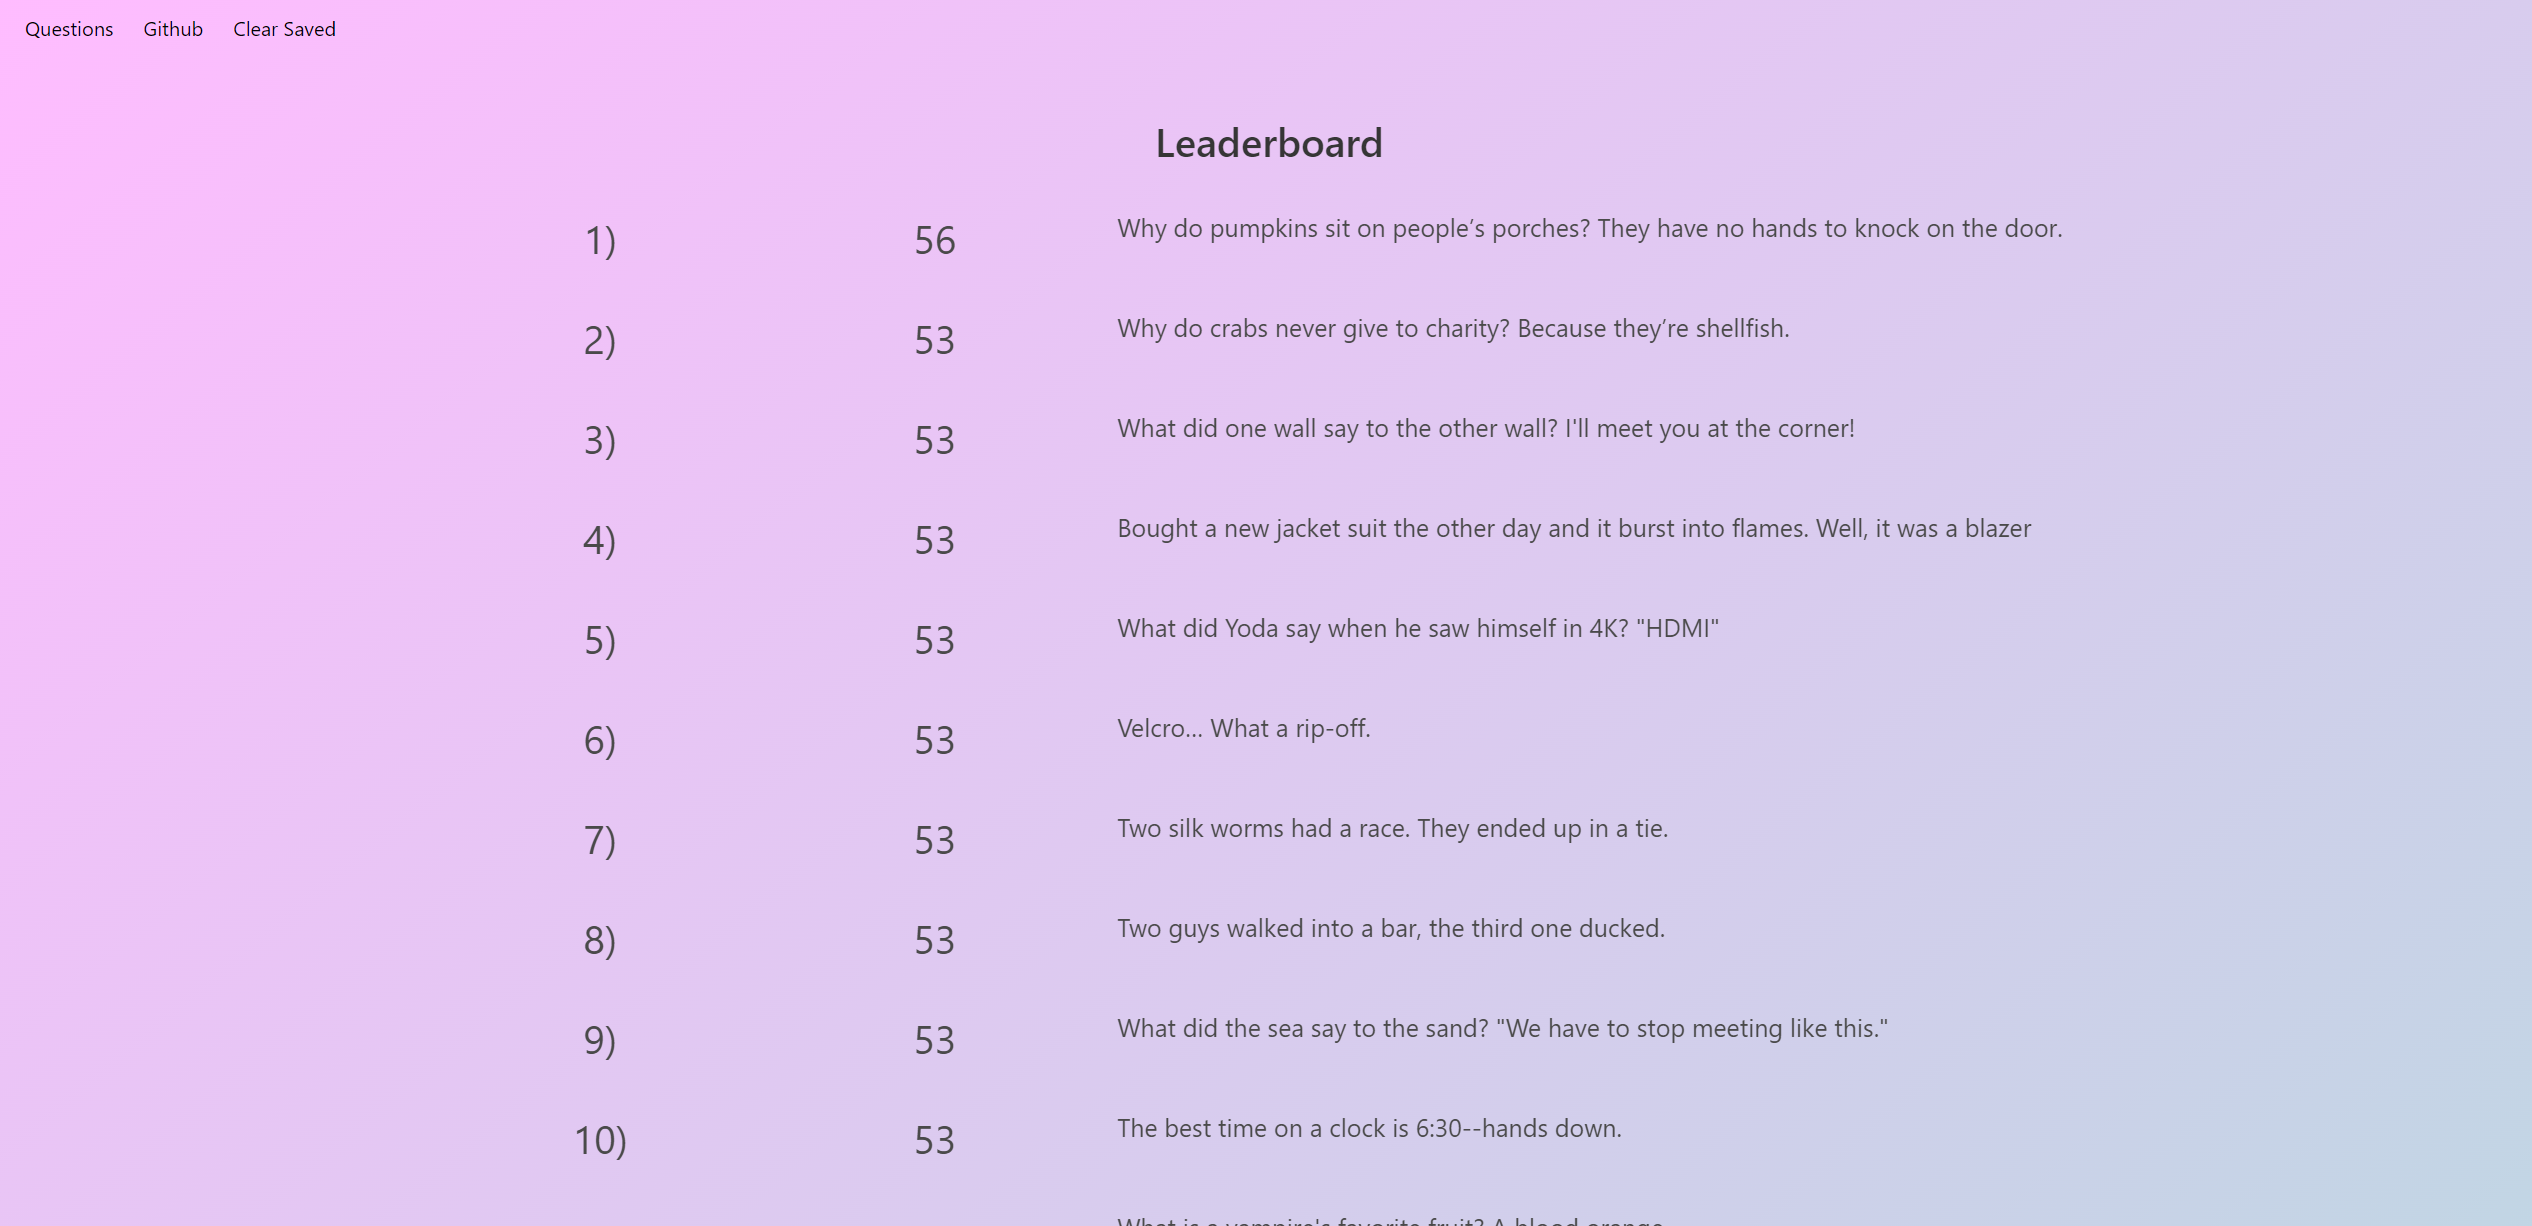 Questions Github Clear Saved
Leaderboard
1) 56 Why do pumpkins sit on people’s porches? They have no hands to knock on the door.
2) 53 Why do crabs never give to charity? Because they’re shellfish.
3) 53 What did one wall say to the other wall? I'll meet you at the corner!
4) 53 Bought a new jacket suit the other day and it burst into flames. Well, it was a blazer
5) 53 What did Yoda say when he saw himself in 4K? "HDMI"
6) 53 Velcro… What a rip-off.
7) 53 Two silk worms had a race. They ended up in a tie.
8) 53 Two guys walked into a bar, the third one ducked.
9) 53 What did the sea say to the sand? "We have to stop meeting like this."
10) 53 The best time on a clock is 6:30--hands down.
What is a vampire's favorite fruit? A blood orange.